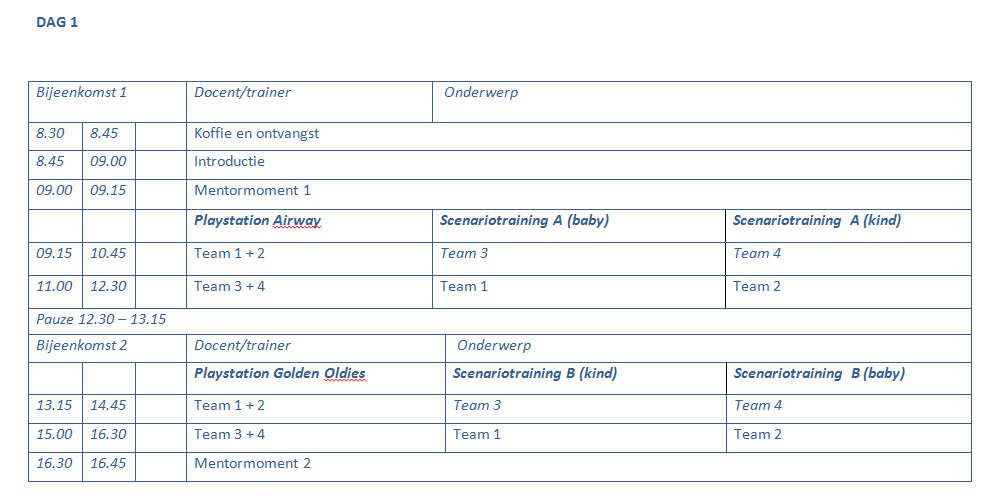 DAG 1
Bijeenkomst 1 Docent/trainer Onderwerp
8.30 8.45 Koffie en ontvangst
8.45 09.00 Introductie
09.00 09.15 Mentormoment 1
Playstation Airway Scenariotraining A (baby) Scenariotraining A (kind)
09.15 10.45 Team 1 + 2 Team 3 Team 4
11.00 12.30 Team 3 + 4 Team 1 Team 2
Pauze 12.30 – 13.15
Bijeenkomst 2 Docent/trainer Onderwerp
Playstation Golden Oldies Scenariotraining B (kind) Scenariotraining B (baby)
13.15 14.45 Team 1 + 2 Team 3 Team 4
15.00 16.30 Team 3 + 4 Team 1 Team 2
16.30 16.45 Mentormoment 2